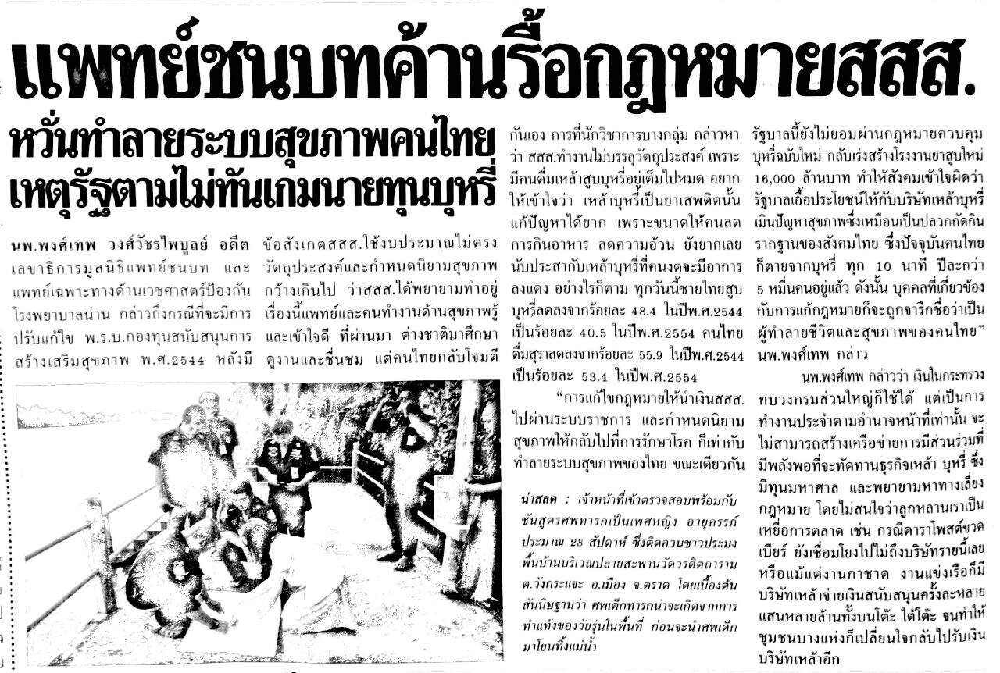 แพทย์ชนบทค้านรื้อกฎหมายสสส.
หวั่นทำลายระบบสุขภาพคนไทย
เหตุรัฐตามไม่ทันเกมนายทุนบุหรี่
นพ.พงศ์เทพ วงศ์วัชรไพบูลย์ อดีต
เลขาธิการมูลนิธิแพทย์ชนบท และ
แพทย์เฉพาะทางด้านเวชศาสตร์ป้องกัน
โรงพยาบาลน่าน กล่าวถึงกรณีที่จะมีการ
ปรับแก้ไข พ.ร.บ.กองทุนสนับสนุนการ
สร้างเสริมสุขภาพ พ.ศ.2544 หลังมี
ข้อสังเกตสสส.ใช้งบประมาณไม่ตรง
วัตถุประสงค์และกำหนดนิยามสุขภาพ
กว้างเกินไป ว่าสสส.ได้พยายามทำอยู่
เรื่องนี้แพทย์และคนทำงานด้านสุขภาพรู้
และเข้าใจดี ที่ผ่านมา ต่างชาติมาศึกษา
ดูงานและชื่นชม แต่คนไทยกลับโจมตี
กันเอง การที่นักวิชาการบางกลุ่ม กล่าวหา
ว่า สสส.ทำงานไม่บรรลุวัตถุประสงค์ เพราะ
มีคนดื่มเหล้าสูบบุหรี่อยู่เต็มไปหมด อยาก
ให้เข้าใจว่า เหล้าบุหรี่เป็นยาเสพติดนั้น
แก้ปัญหาได้ยาก เพราะขนาดให้คนลด
การกินอาหาร ลดความอ้วน ยังยากเลย
นับประสากับเหล้าบุหรี่ที่คนงดจะมีอาการ
ลงแดง อย่างไรก็ตาม ทุกวันนี้ชายไทยสูบ
บุหรี่ลดลงจากร้อยละ 48.4 ในปีพ.ศ.2544
เป็นร้อยละ 40.5 ในปีพ.ศ.2554 คนไทย
ดื่มสุราลดลงจากร้อยละ 55.9 ในปีพ.ศ.2544
เป็นร้อยละ 53.4 ในปีพ.ศ.2554
“การแก้ไขกฎหมายให้นำเงินสสส.
ไปผ่านระบบราชการ และกำหนดนิยาม
สุขภาพให้กลับไปที่การรักษาโรค ก็เท่ากับ
ทำลายระบบสุขภาพของไทย ขณะเดียวกัน
รัฐบาลนี้ยังไม่ยอมผ่านกฎหมายควบคุม
บุหรี่ฉบับใหม่ กลับเร่งสร้างโรงงานยาสูบใหม่
16,000 ล้านบาท ทำให้สังคมเข้าใจผิดว่า
รัฐบาลเอื้อประโยชน์ให้กับบริษัทเหล้าบุหรี่
เมินปัญหาสุขภาพซึ่งเหมือนเป็นปลวกกัดกิน
รากฐานของสังคมไทย ซึ่งปัจจุบันคนไทย
ก็ตายจากบุหรี่ ทุก 10 นาที ปีละกว่า
5 หมื่นคนอยู่แล้ว ดังนั้น บุคคลที่เกี่ยวข้อง
กับการแก้กฎหมายก็จะถูกจารึกชื่อว่าเป็น
ผู้ทำลายชีวิตและสุขภาพของคนไทย”
นพ.พงศ์เทพ กล่าว
นพ.พงศ์เทพ กล่าวว่า เงินในกระทรวง
ทบวงกรมส่วนใหญ่ก็ใช้ได้ แต่เป็นการ
ทำงานประจำตามอำนาจหน้าที่เท่านั้น จะ
ไม่สามารถสร้างเครือข่ายการมีส่วนร่วมที่
มีพลังพอที่จะทัดทานธุรกิจเหล้า บุหรี่ ซึ่ง
มีทุนมหาศาล และพยายามหาทางเลี่ยง
กฎหมาย โดยไม่สนใจว่าลูกหลานเราเป็น
เหยื่อการตลาด เช่น กรณีดาราโพสต์ขวด
เบียร์ ยังเชื่อมโยงไปไม่ถึงบริษัทรายนี้เลย
หรือแม้แต่งานกาชาด งานแข่งเรือก็มี
บริษัทเหล้าจ่ายเงินสนับสนุนครั้งละหลาย
แสนหลายล้านทั้งบนโต๊ะ ใต้โต๊ะ จนทำให้
ชุมชนบางแห่งก็เปลี่ยนใจกลับไปรับเงิน
บริษัทเหล้าอีก
น่าสลด : เจ้าหน้าที่เข้าตรวจสอบพร้อมกับ
ชันสูตรศพทารกเป็นเพศหญิง อายุครรภ์
ประมาณ 28 สัปดาห์ ซึ่งติดอวนชาวประมง
พื้นบ้านบริเวณปลายสะพานวัดวรดิตถาราม
ต.วังกระแจะ อ.เมือง จ.ตราด โดยเบื้องต้น
สันนิษฐานว่า ศพเด็กทารกน่าจะเกิดจากการ
ทำแท้งของวัยรุ่นในพื้นที่ ก่อนจะนำศพเด็ก
มาโยนทิ้งแม่น้ำ